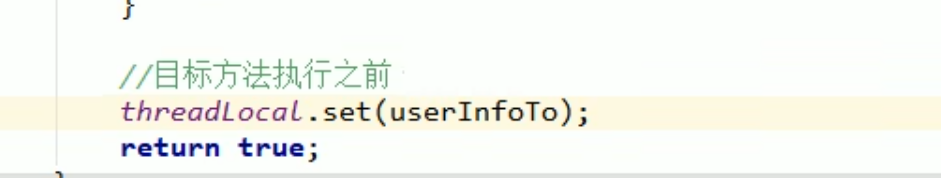 }
//目标方法执行之前
threadLocal.set(userInfoTo);
return true;
}